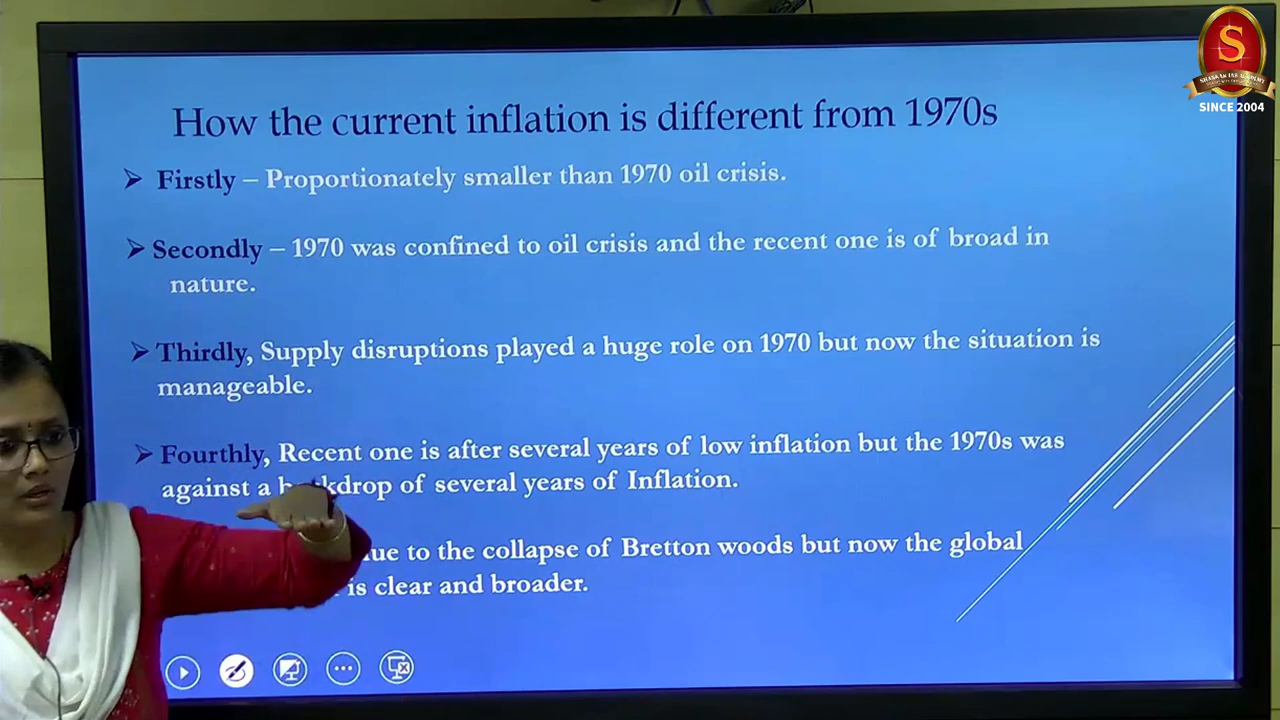 S
SHANKAR IAS ACADEMY
SINCE 2004
How the current inflation is different from 1970s
Firstly – Proportionately smaller than 1970 oil crisis.
Secondly – 1970 was confined to oil crisis and the recent one is of broad in
nature.
Thirdly, Supply disruptions played a huge role on 1970 but now the situation is
manageable.
Fourthly, Recent one is after several years of low inflation but the 1970s was
against a of several years of Inflation.
to the collapse of Bretton woods but now the global
is clear and broader.